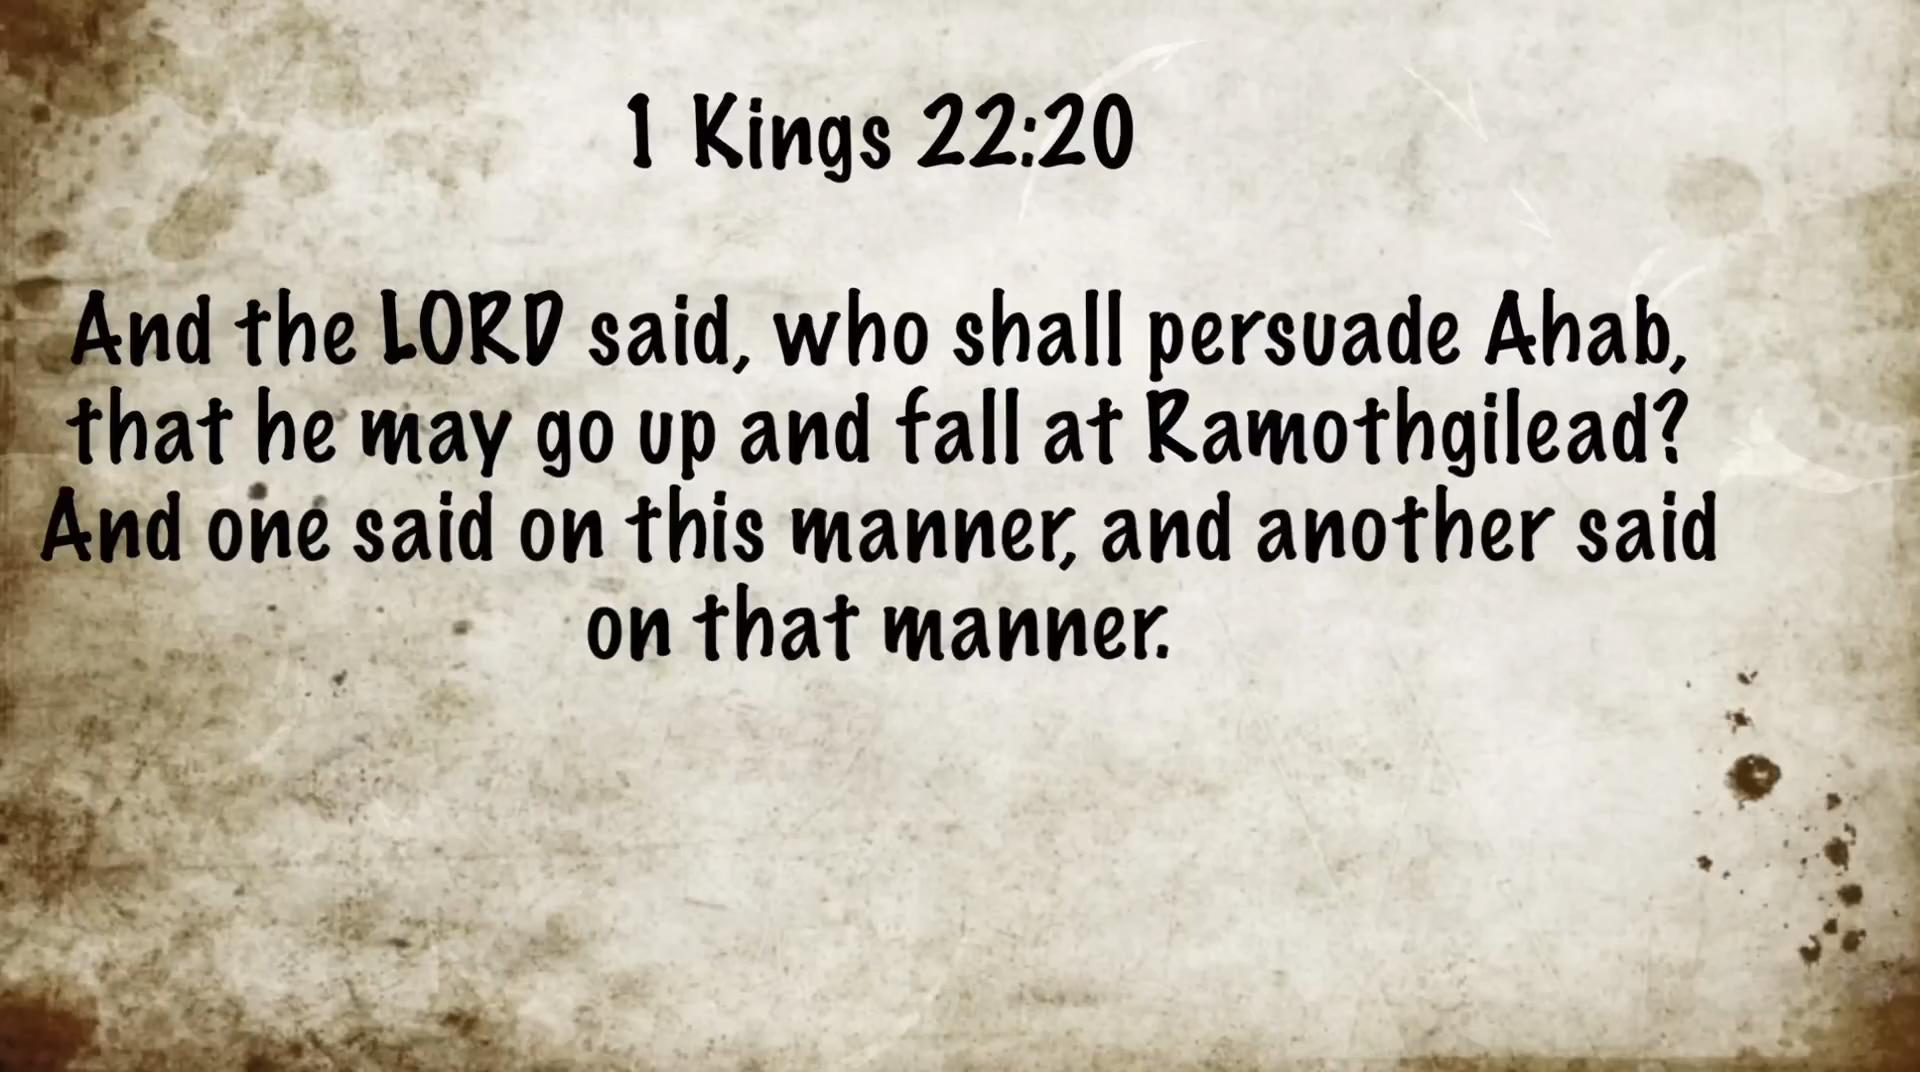 1 Kings 22:20
And the LORD said, who shall persuade Ahab,
that he may go up and fall at Ramothgilead?
And one said on this manner, and another said
on that manner.